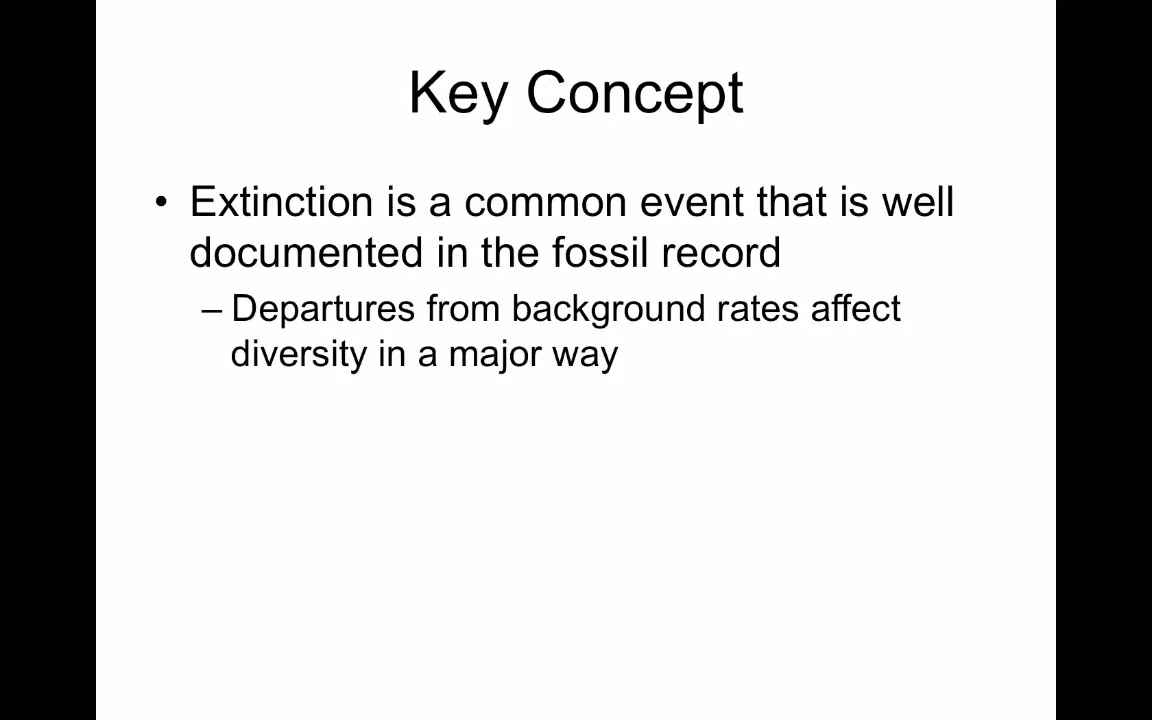 Key Concept
• Extinction is a common event that is well
documented in the fossil record
– Departures from background rates affect
diversity in a major way